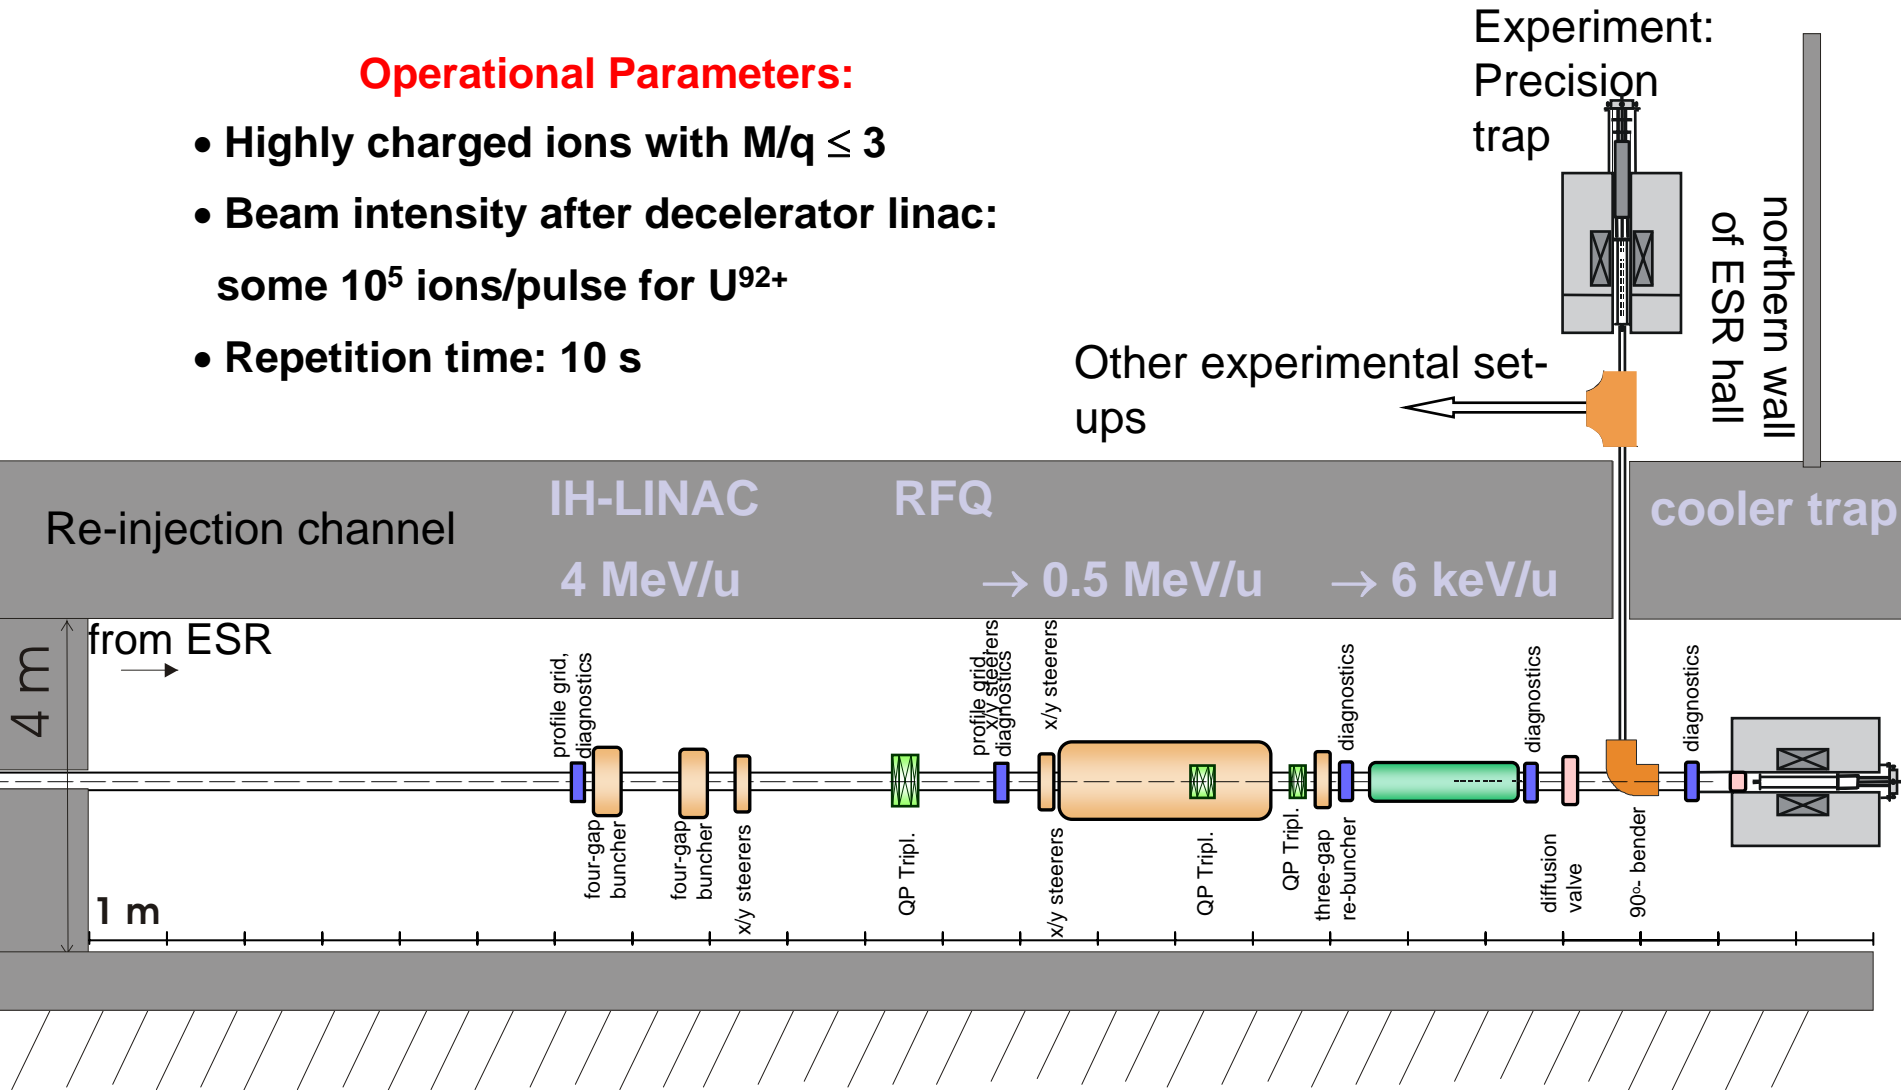 Operational Parameters:
• Highly charged ions with M/q ≤ 3
• Beam intensity after decelerator linac:
some 10⁵ ions/pulse for U⁹²⁺
• Repetition time: 10 s
Experiment:
Precision
trap
northern wall
of ESR hall
Other experimental set-
ups
Re-injection channel
IH-LINAC
RFQ
cooler trap
4 MeV/u
→ 0.5 MeV/u
→ 6 keV/u
from ESR
4 m
profile grid,
diagnostics
profile grid,
diagnostics
x/y steerers
x/y steerers
diagnostics
diagnostics
diagnostics
four-gap
buncher
four-gap
buncher
x/y steerers
QP Tripl.
x/y steerers
QP Tripl.
QP Tripl.
three-gap
re-buncher
diffusion
valve
90º- bender
1 m